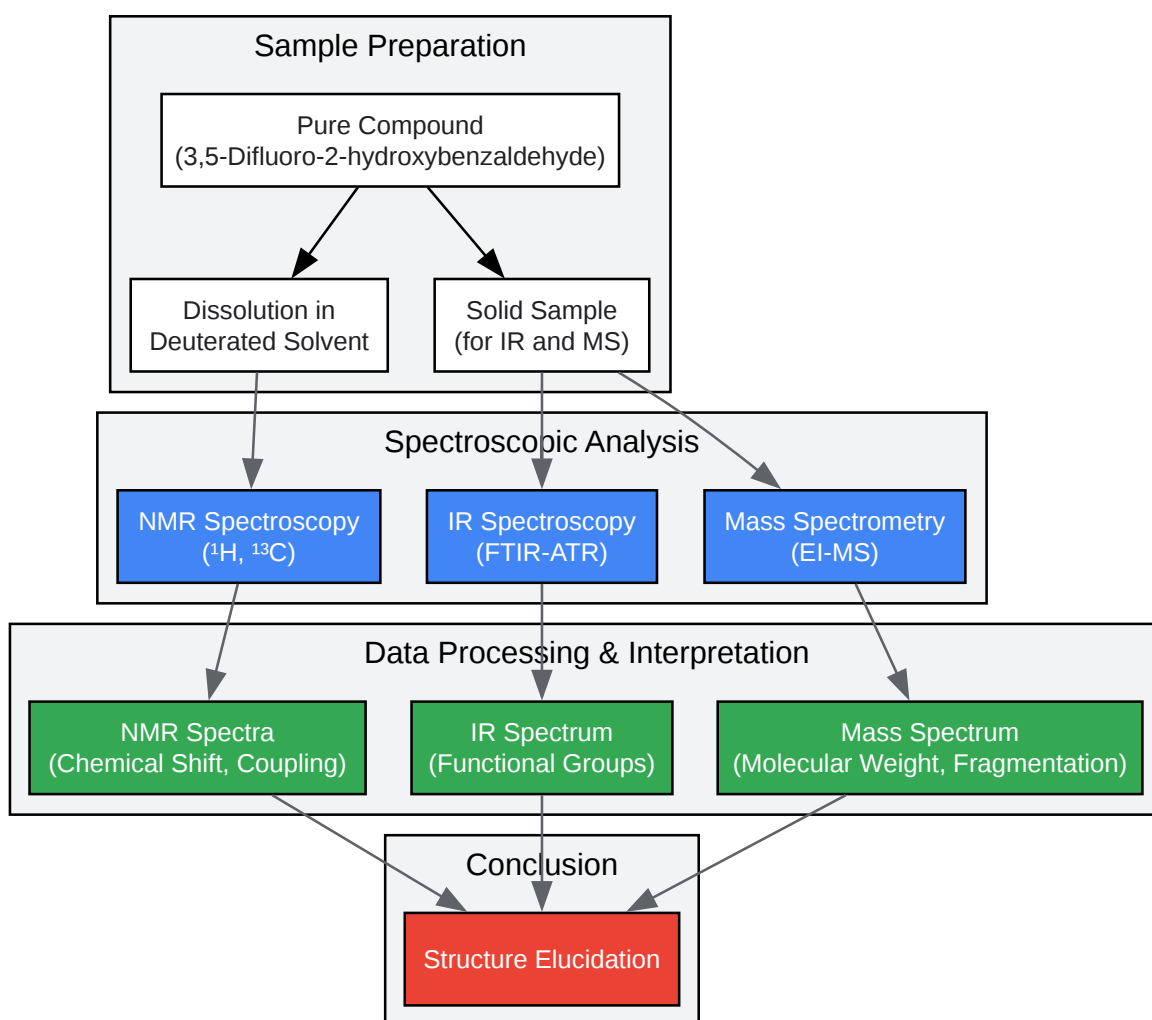 Sample Preparation
Pure Compound
(3,5-Difluoro-2-hydroxybenzaldehyde)
Dissolution in
Deuterated Solvent
Solid Sample
(for IR and MS)
Spectroscopic Analysis
NMR Spectroscopy
(¹H, ¹³C)
IR Spectroscopy
(FTIR-ATR)
Mass Spectrometry
(EI-MS)
Data Processing & Interpretation
NMR Spectra
(Chemical Shift, Coupling)
IR Spectrum
(Functional Groups)
Mass Spectrum
(Molecular Weight, Fragmentation)
Conclusion
Structure Elucidation